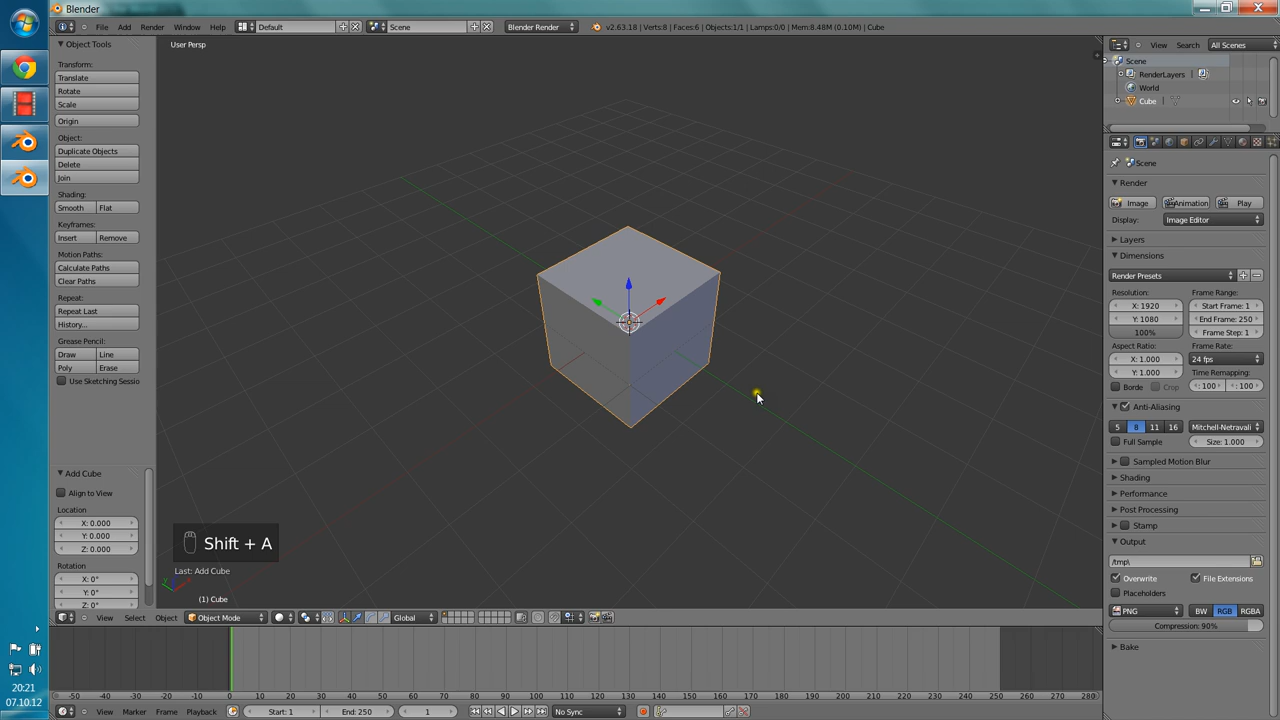 Blender
File Add Render Window Help Default Scene Blender Render v2.63.18 | Verts:8 | Faces:6 | Objects:1/1 | Lamps:0/0 | Mem:8.48M (0.10M) | Cube
Object Tools
Transform:
Translate
Rotate
Scale
Origin
Object:
Duplicate Objects
Delete
Join
Shading:
Smooth Flat
Keyframes:
Insert Remove
Motion Paths:
Calculate Paths
Clear Paths
Repeat:
Repeat Last
History...
Grease Pencil:
Draw Line
Poly Erase
Use Sketching Sessio
Add Cube
Align to View
Location
X: 0.000
Y: 0.000
Z: 0.000
Rotation
X: 0°
Y: 0°
Z: 0°
User Persp
Shift + A
Last: Add Cube
(1) Cube
View Select Object Object Mode Global
-50 -40 -30 -20 -10 0 10 20 30 40 50 60 70 80 90 100 110 120 130 140 150 160 170 180 190 200 210 220 230 240 250 260 270 280
View Marker Frame Playback Start: 1 End: 250 1 No Sync
View Search All Scenes
Scene
RenderLayers
World
Cube
Scene
Render
Image Animation Play
Display: Image Editor
Layers
Dimensions
Render Presets
Resolution: Frame Range:
X: 1920 Start Frame: 1
Y: 1080 End Frame: 250
100% Frame Step: 1
Aspect Ratio: Frame Rate:
X: 1.000 24 fps
Y: 1.000 Time Remapping:
Borde Crop : 100 : 100
Anti-Aliasing
5 8 11 16 Mitchell-Netravali
Full Sample Size: 1.000
Sampled Motion Blur
Shading
Performance
Post Processing
Stamp
Output
/tmp\
Overwrite File Extensions
Placeholders
PNG BW RGB RGBA
Compression: 90%
Bake
20:21
07.10.12